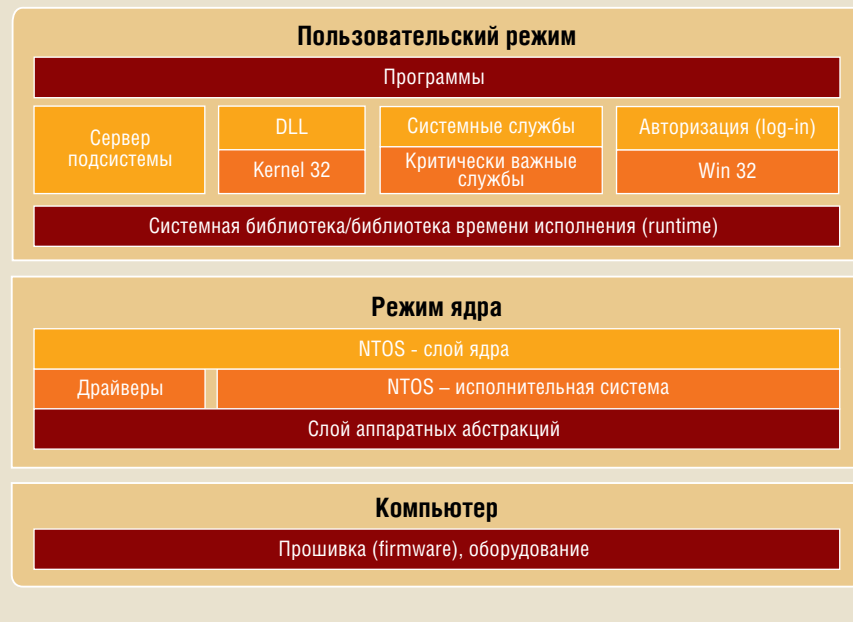 Пользовательский режим
Программы
Сервер
подсистемы
DLL
Kernel 32
Системные службы
Критически важные
службы
Авторизация (log-in)
Win 32
Системная библиотека/библиотека времени исполнения (runtime)
Режим ядра
NTOS - слой ядра
Драйверы
NTOS – исполнительная система
Слой аппаратных абстракций
Компьютер
Прошивка (firmware), оборудование